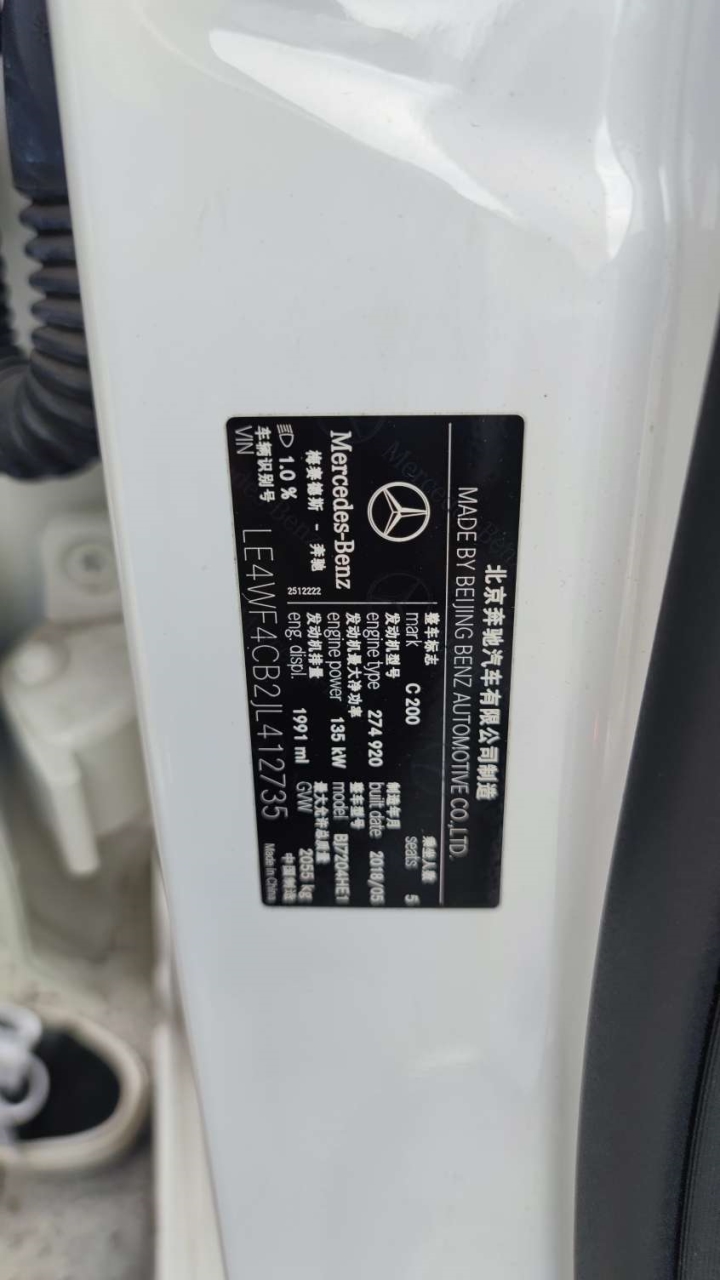 北京奔驰汽车有限公司制造
MADE BY BEIJING BENZ AUTOMOTIVE CO.,LTD.
Mercedes-Benz
梅赛德斯 - 奔驰
整车标志
mark C 200
乘坐人数
seats 5
发动机型号
engine type 274 920
制造年月
built date 2018/05
发动机最大净功率
engine power 135 kW
整车型号
model BJ7204HE1
发动机排量
eng. displ. 1991 ml
最大允许总质量
GVW 2055 kg
1.0 %
2512222
中国制造
Made in China
车辆识别号
VIN LE4WF4CB2JL412735